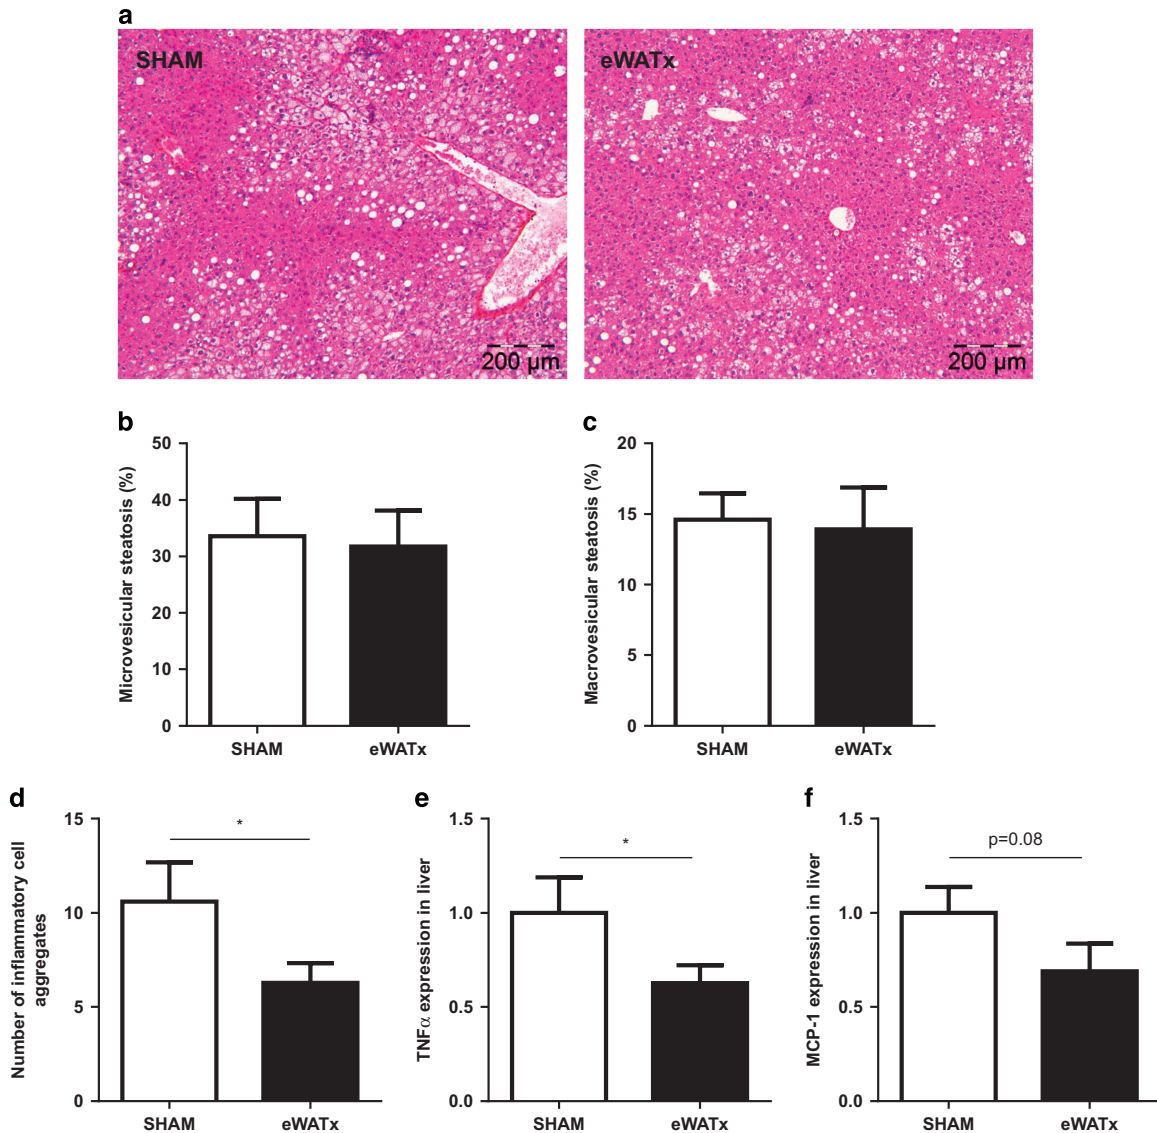 a
SHAM
200 µm
eWATx
200 µm
b
Microvesicular steatosis (%)
50
40
30
20
10
0
SHAM
eWATx
c
Macrovesicular steatosis (%)
20
15
10
5
0
SHAM
eWATx
d
Number of inflammatory cell
aggregates
15
10
5
0
*
SHAM
eWATx
e
TNFα expression in liver
1.5
1.0
0.5
0.0
*
SHAM
eWATx
f
MCP-1 expression in liver
1.5
1.0
0.5
0.0
p=0.08
SHAM
eWATx